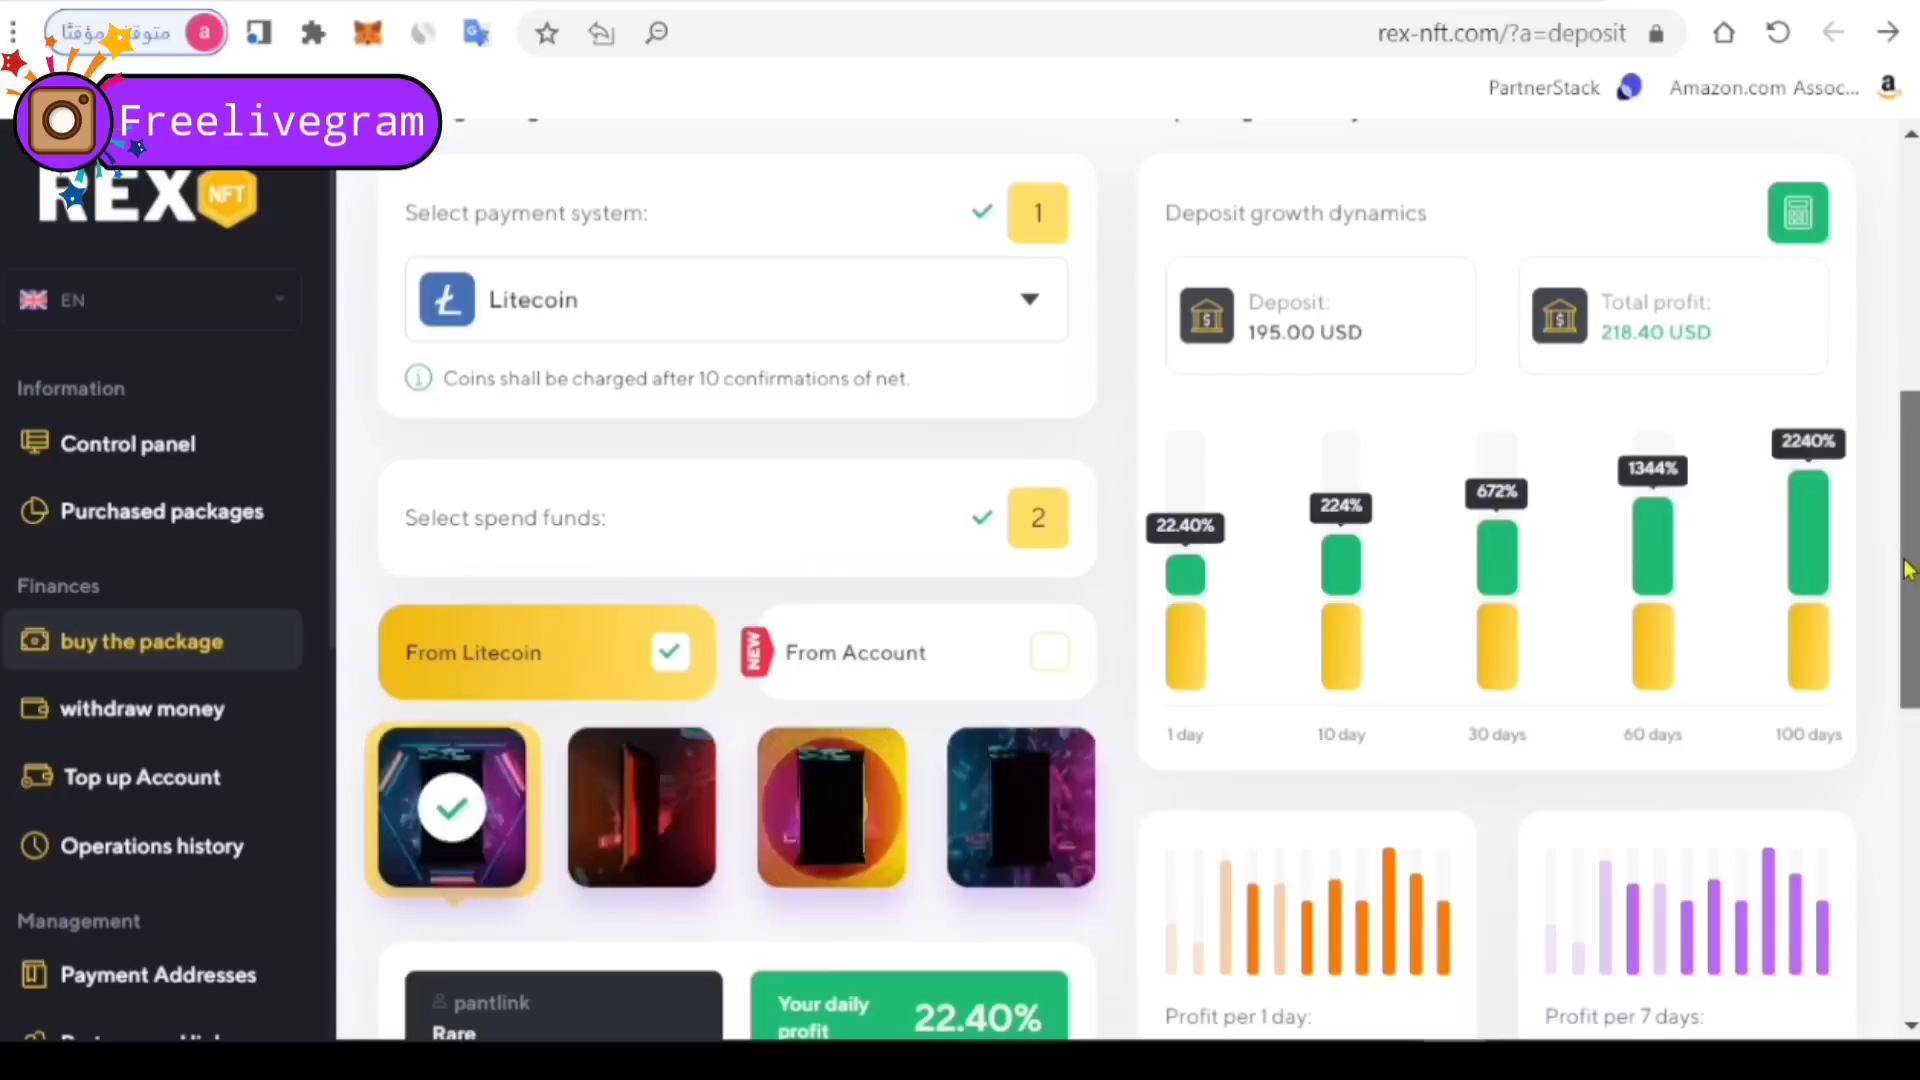 متوقف مؤقتًا
a
rex-nft.com/?a=deposit
PartnerStack
Amazon.com Assoc...
Freelivegram
REX NFT
EN
Information
Control panel
Purchased packages
Finances
buy the package
withdraw money
Top up Account
Operations history
Management
Payment Addresses
Select payment system:
1
Litecoin
Coins shall be charged after 10 confirmations of net.
Select spend funds:
2
From Litecoin
NEW
From Account
pantlink
Rare
Your daily
profit
22.40%
Deposit growth dynamics
Deposit:
195.00 USD
Total profit:
218.40 USD
22.40%
224%
672%
1344%
2240%
1 day
10 day
30 days
60 days
100 days
Profit per 1 day:
Profit per 7 days: